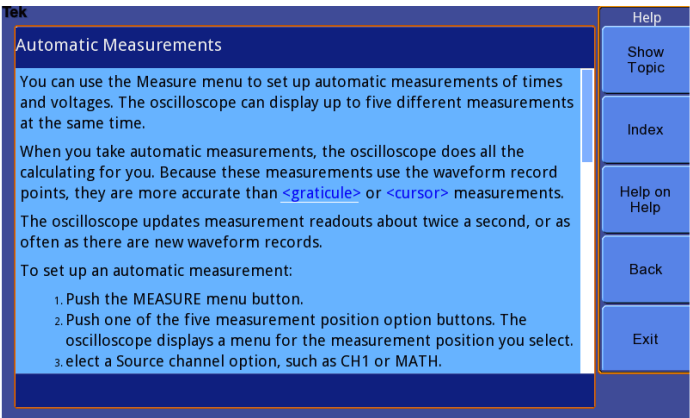 Tek
Help
Automatic Measurements
You can use the Measure menu to set up automatic measurements of times
and voltages. The oscilloscope can display up to five different measurements
at the same time.
When you take automatic measurements, the oscilloscope does all the
calculating for you. Because these measurements use the waveform record
points, they are more accurate than <graticule> or <cursor> measurements.
The oscilloscope updates measurement readouts about twice a second, or as
often as there are new waveform records.
To set up an automatic measurement:
1. Push the MEASURE menu button.
2. Push one of the five measurement position option buttons. The
oscilloscope displays a menu for the measurement position you select.
3. elect a Source channel option, such as CH1 or MATH.
Show
Topic
Index
Help on
Help
Back
Exit